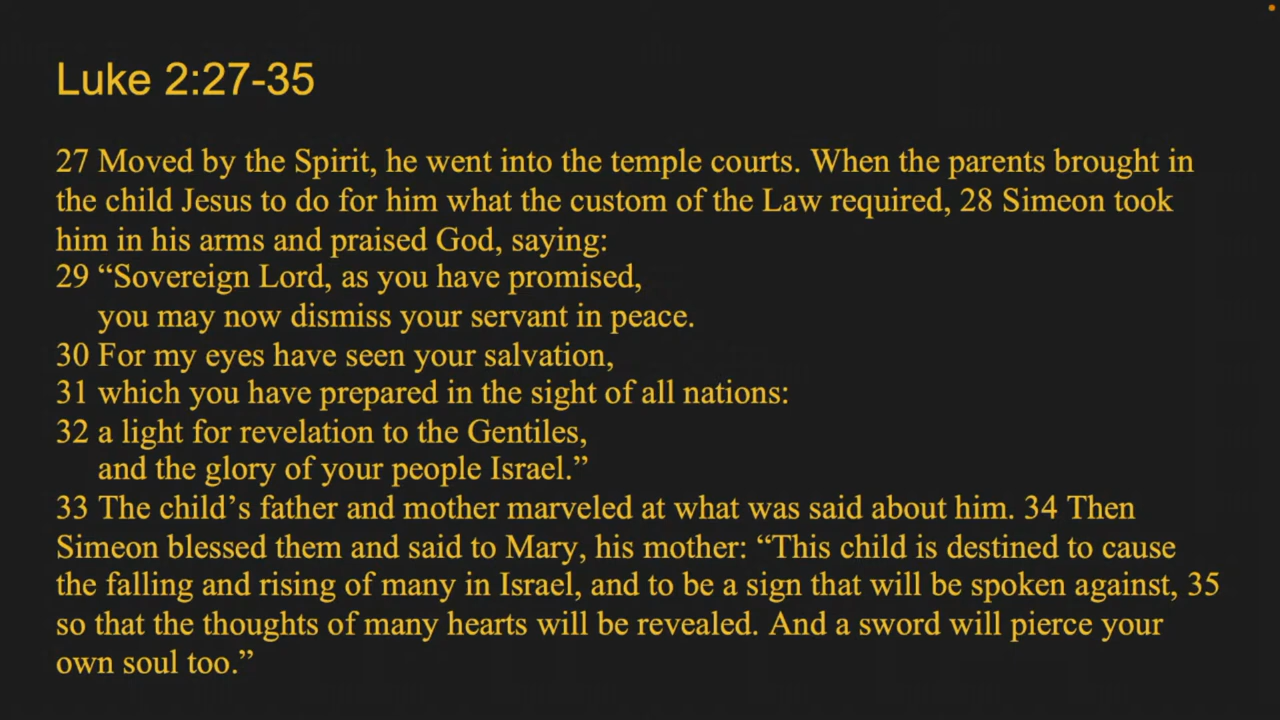 Luke 2:27-35
27 Moved by the Spirit, he went into the temple courts. When the parents brought in
the child Jesus to do for him what the custom of the Law required, 28 Simeon took
him in his arms and praised God, saying:
29 “Sovereign Lord, as you have promised,
you may now dismiss your servant in peace.
30 For my eyes have seen your salvation,
31 which you have prepared in the sight of all nations:
32 a light for revelation to the Gentiles,
and the glory of your people Israel.”
33 The child’s father and mother marveled at what was said about him. 34 Then
Simeon blessed them and said to Mary, his mother: “This child is destined to cause
the falling and rising of many in Israel, and to be a sign that will be spoken against, 35
so that the thoughts of many hearts will be revealed. And a sword will pierce your
own soul too.”